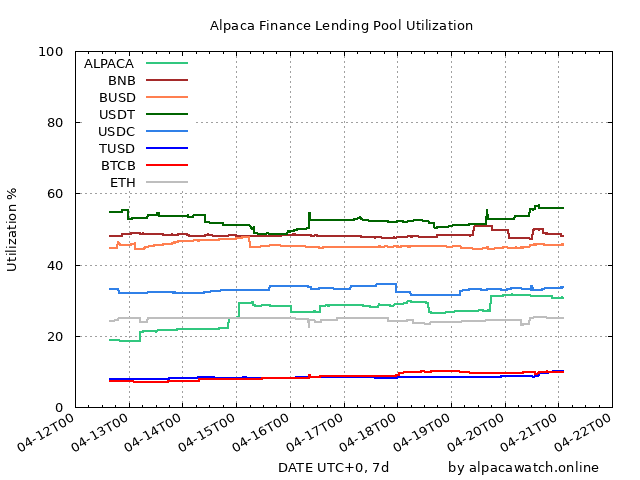 Alpaca Finance Lending Pool Utilization
100
80
60
40
20
0
Utilization %
ALPACA
BNB
BUSD
USDT
USDC
TUSD
BTCB
ETH
04-12T00
04-13T00
04-14T00
04-15T00
04-16T00
04-17T00
04-18T00
04-19T00
04-20T00
04-21T00
04-22T00
DATE UTC+0, 7d
by alpacawatch.online